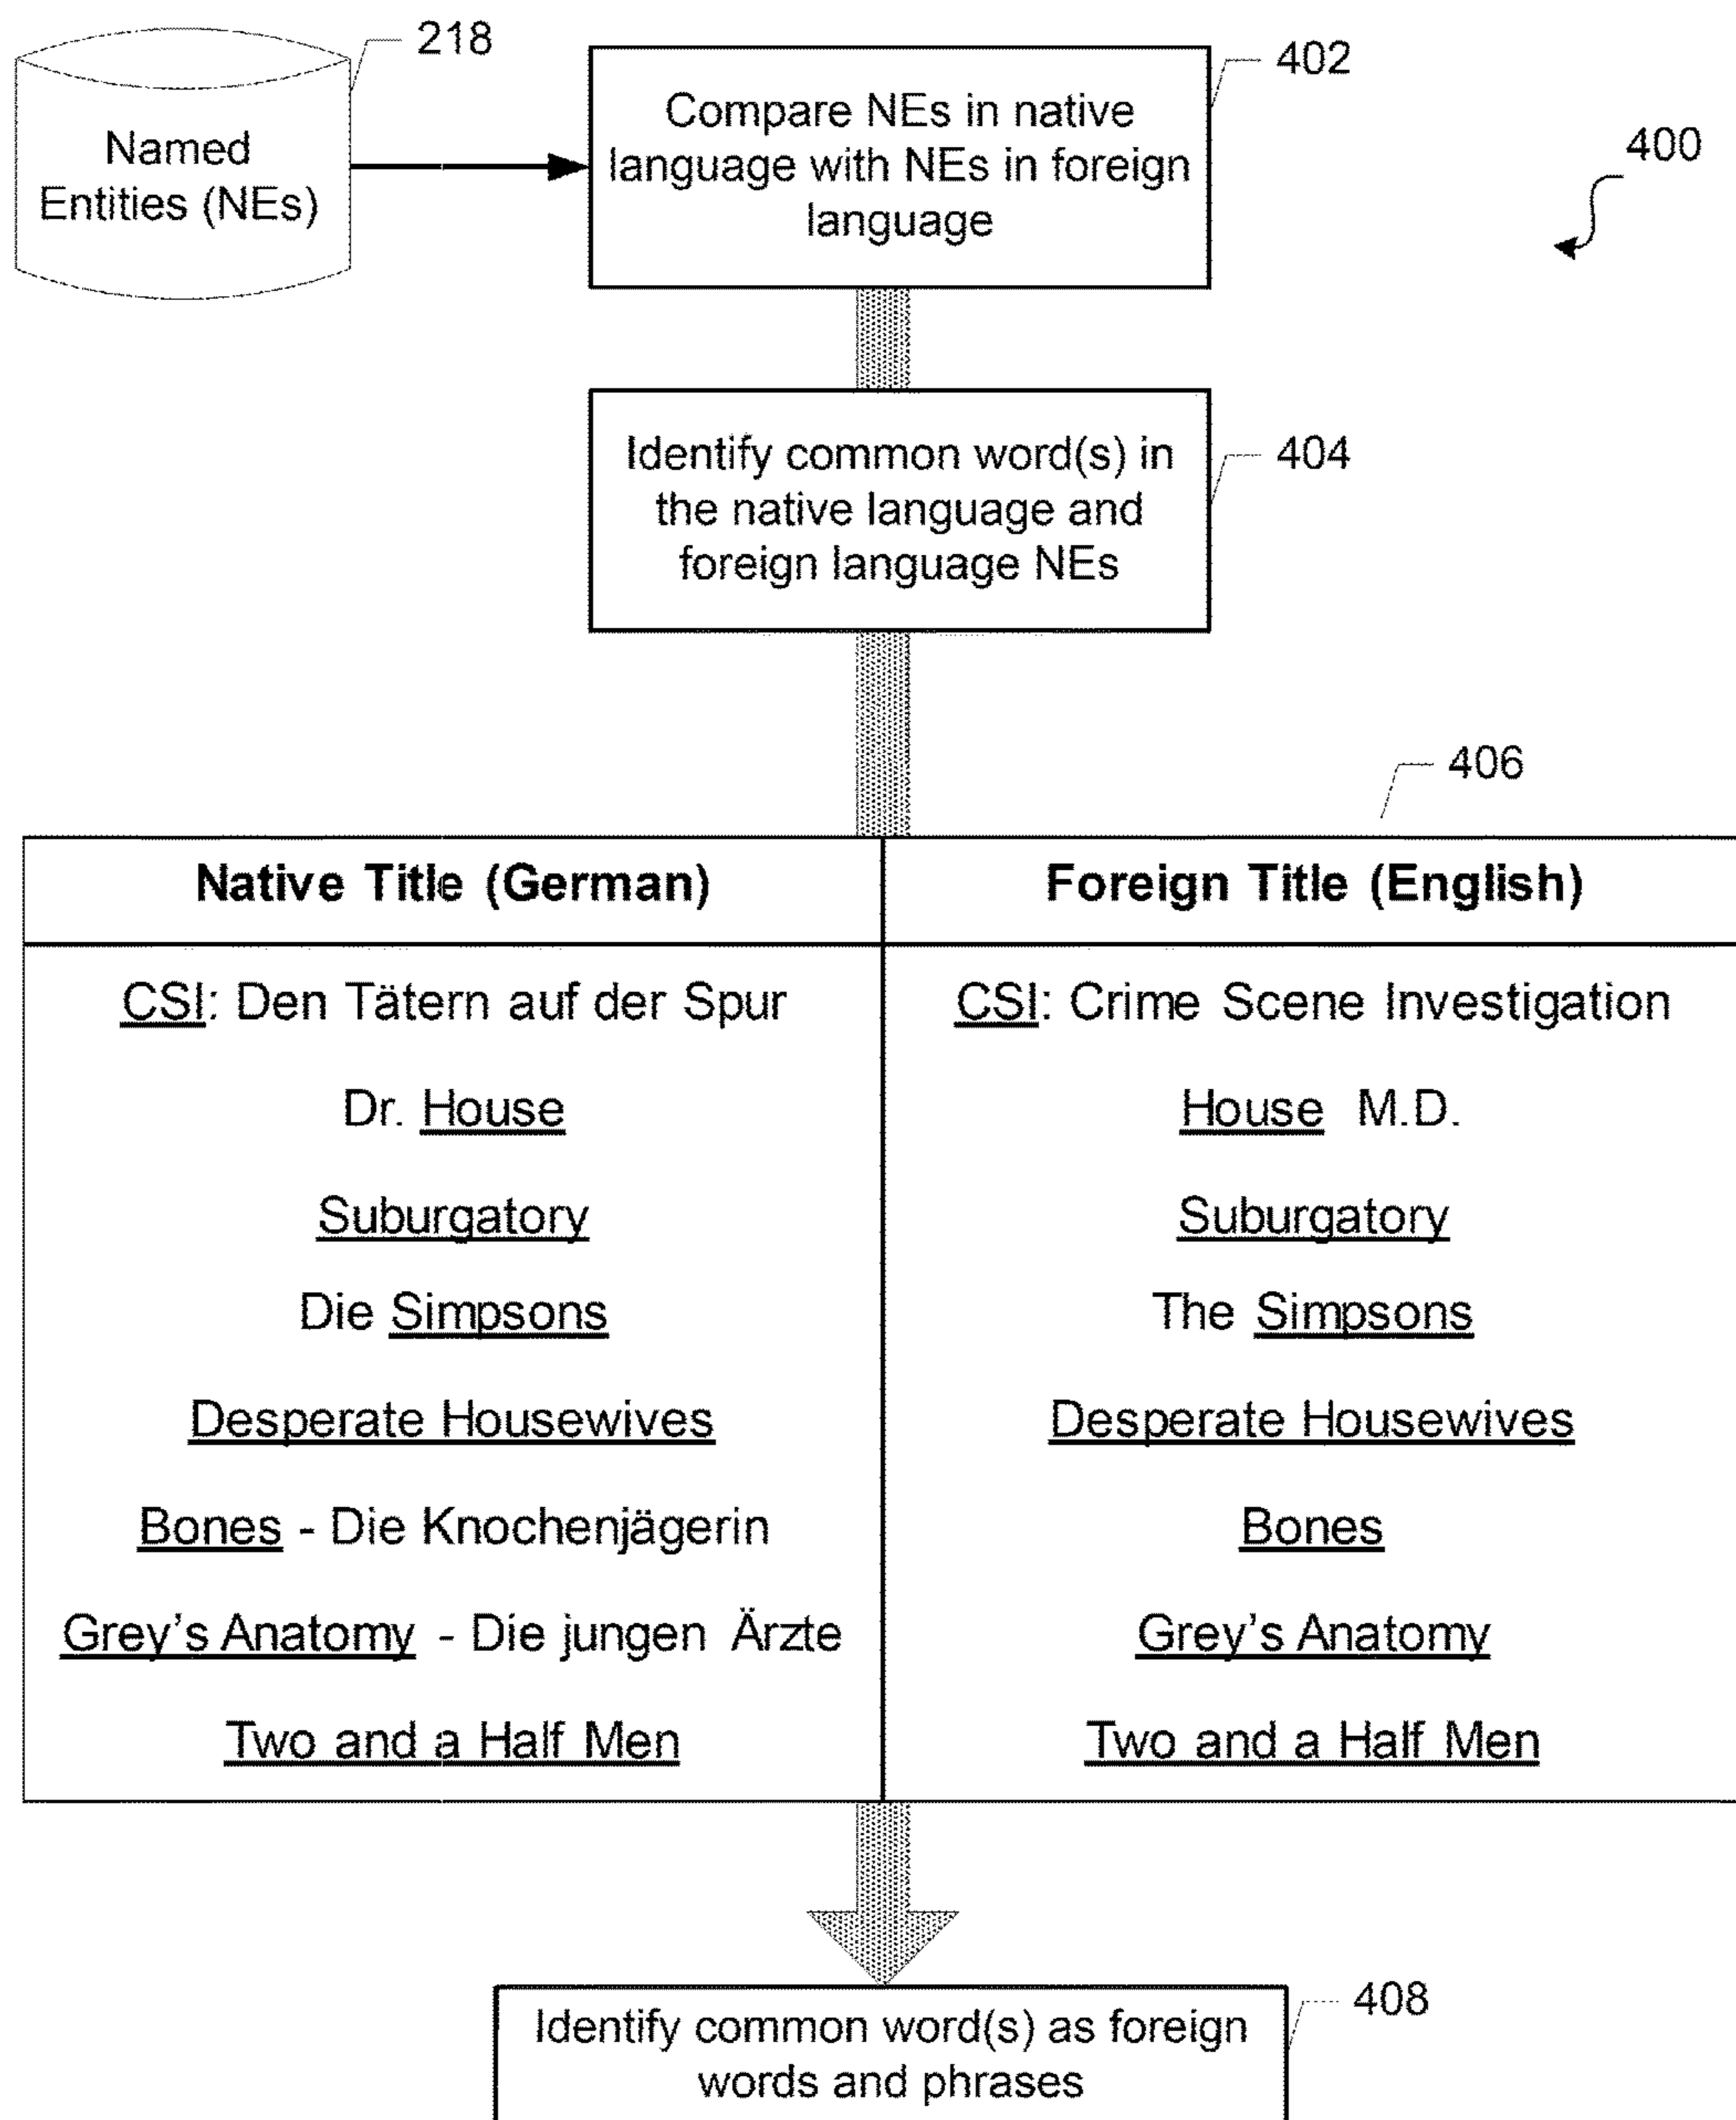 218
Named
Entities (NEs)
Compare NEs in native
language with NEs in foreign
language
402
400
Identify common word(s) in
the native language and
foreign language NEs
404
406
Native Title (German)
Foreign Title (English)
CSI: Den Tätern auf der Spur
CSI: Crime Scene Investigation
Dr. House
House M.D.
Suburgatory
Suburgatory
Die Simpsons
The Simpsons
Desperate Housewives
Desperate Housewives
Bones - Die Knochenjägerin
Bones
Grey's Anatomy - Die jungen Ärzte
Grey's Anatomy
Two and a Half Men
Two and a Half Men
Identify common word(s) as foreign
words and phrases
408